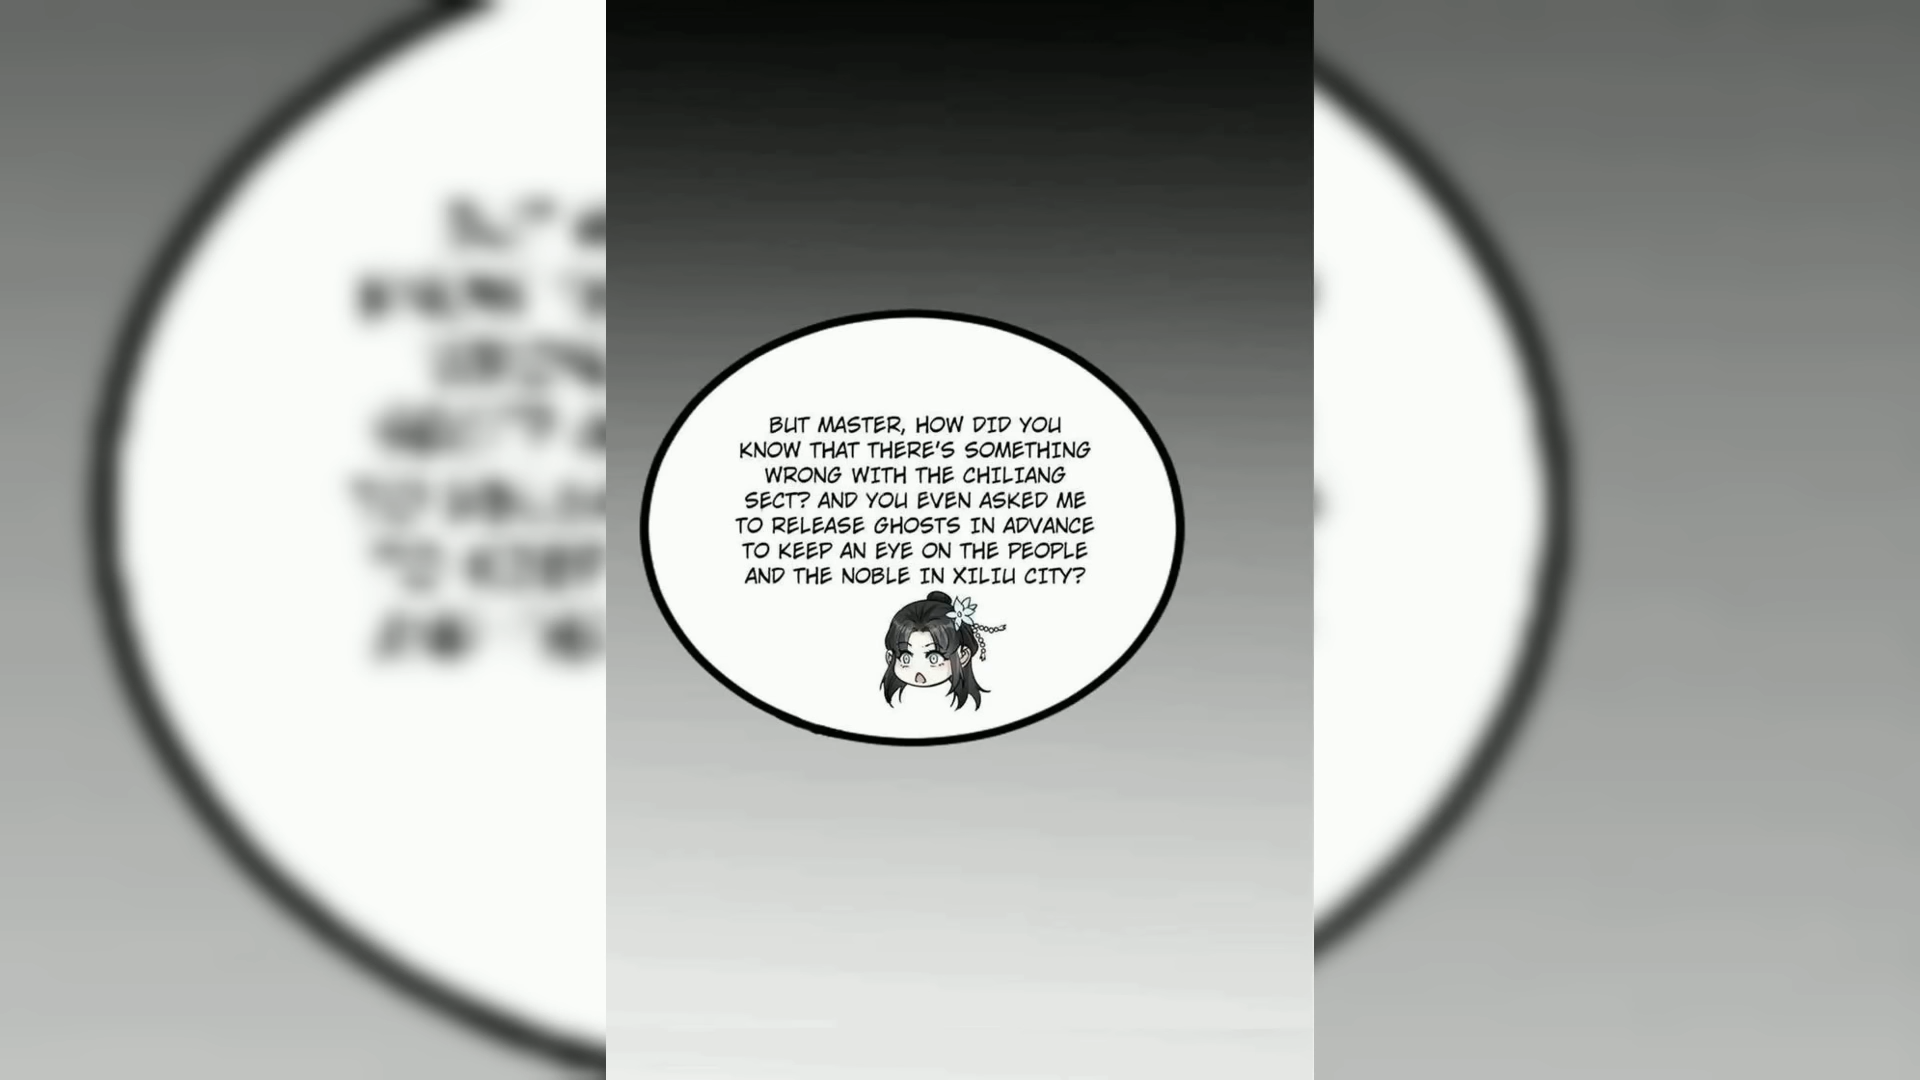 BUT MASTER, HOW DID YOU
KNOW THAT THERE'S SOMETHING
WRONG WITH THE CHILIANG
SECT? AND YOU EVEN ASKED ME
TO RELEASE GHOSTS IN ADVANCE
TO KEEP AN EYE ON THE PEOPLE
AND THE NOBLE IN XILIU CITY?